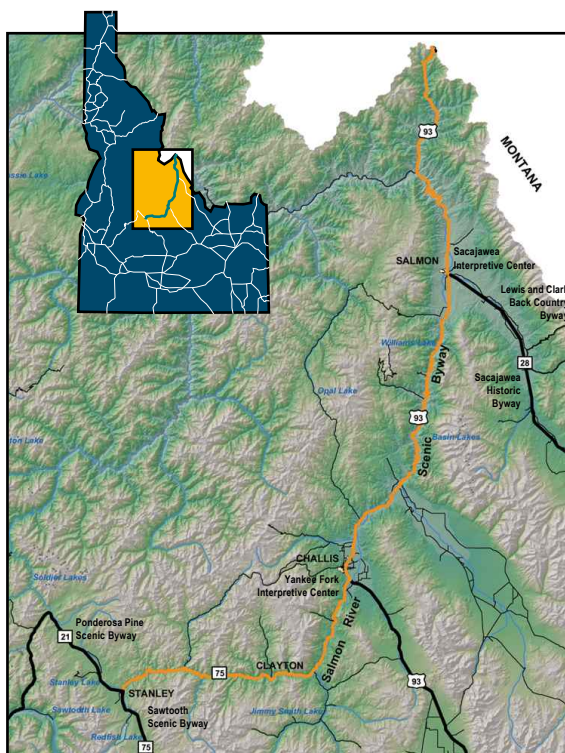 93
MONTANA
SALMON
Sacajawea
Interpretive Center
Lewis and Clark
Back Country
Byway
Williams Lake
28
Sacajawea
Historic
Byway
Opal Lake
Salmon River Scenic Byway
93
Basin Lakes
CHALLIS
Yankee Fork
Interpretive Center
Soldier Lakes
Ponderosa Pine
Scenic Byway
21
CLAYTON
75
93
Stanley Lake
STANLEY
Sawtooth Lake
Sawtooth
Scenic Byway
Jimmy Smith Lake
Redfish Lake
75